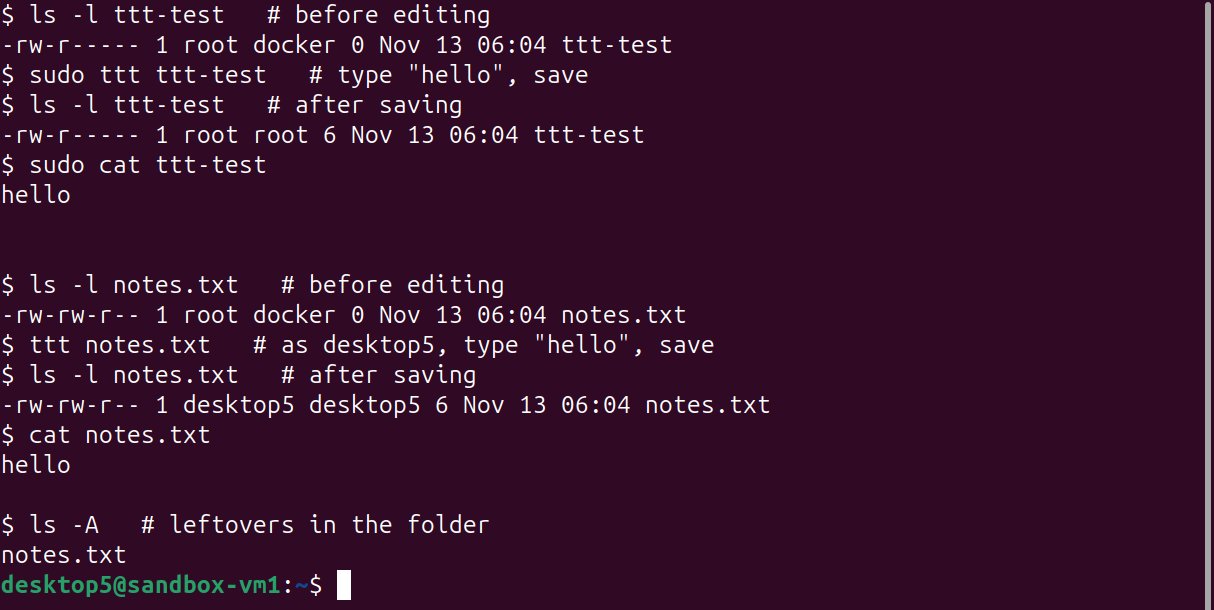 $ ls -l ttt-test   # before editing
-rw-r----- 1 root docker 0 Nov 13 06:04 ttt-test
$ sudo ttt ttt-test   # type "hello", save
$ ls -l ttt-test   # after saving
-rw-r----- 1 root root 6 Nov 13 06:04 ttt-test
$ sudo cat ttt-test
hello
$ ls -l notes.txt   # before editing
-rw-rw-r-- 1 root docker 0 Nov 13 06:04 notes.txt
$ ttt notes.txt   # as desktop5, type "hello", save
$ ls -l notes.txt   # after saving
-rw-rw-r-- 1 desktop5 desktop5 6 Nov 13 06:04 notes.txt
$ cat notes.txt
hello
$ ls -A   # leftovers in the folder
notes.txt
desktop5@sandbox-vm1:~$